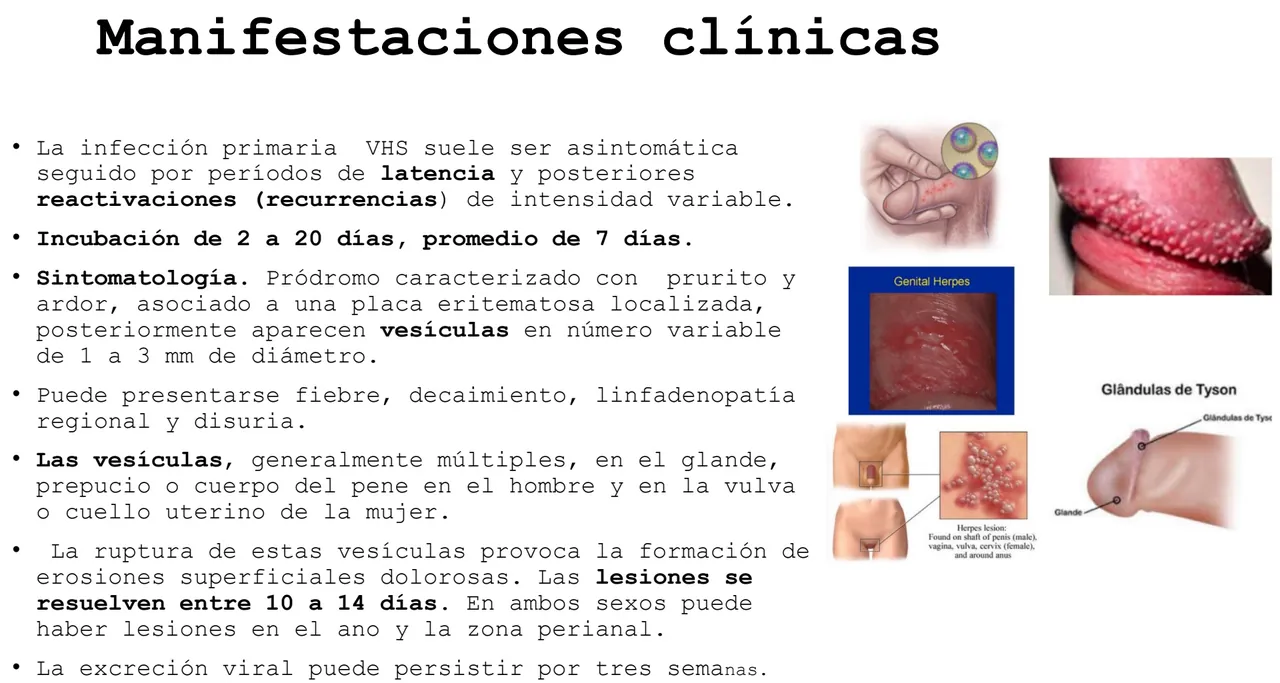 Manifestaciones clínicas
• La infección primaria  VHS suele ser asintomática
seguido por períodos de latencia y posteriores
reactivaciones (recurrencias) de intensidad variable.
• Incubación de 2 a 20 días, promedio de 7 días.
• Sintomatología. Pródromo caracterizado con  prurito y
ardor, asociado a una placa eritematosa localizada,
posteriormente aparecen vesículas en número variable
de 1 a 3 mm de diámetro.
• Puede presentarse fiebre, decaimiento, linfadenopatía
regional y disuria.
• Las vesículas, generalmente múltiples, en el glande,
prepucio o cuerpo del pene en el hombre y en la vulva
o cuello uterino de la mujer.
•  La ruptura de estas vesículas provoca la formación de
erosiones superficiales dolorosas. Las lesiones se
resuelven entre 10 a 14 días. En ambos sexos puede
haber lesiones en el ano y la zona perianal.
• La excreción viral puede persistir por tres semanas.
Genital Herpes
Herpes lesion:
Found on shaft of penis (male),
vagina, vulva, cervix (female),
and around anus
Glândulas de Tyson
Glândulas de Tyso
Glande